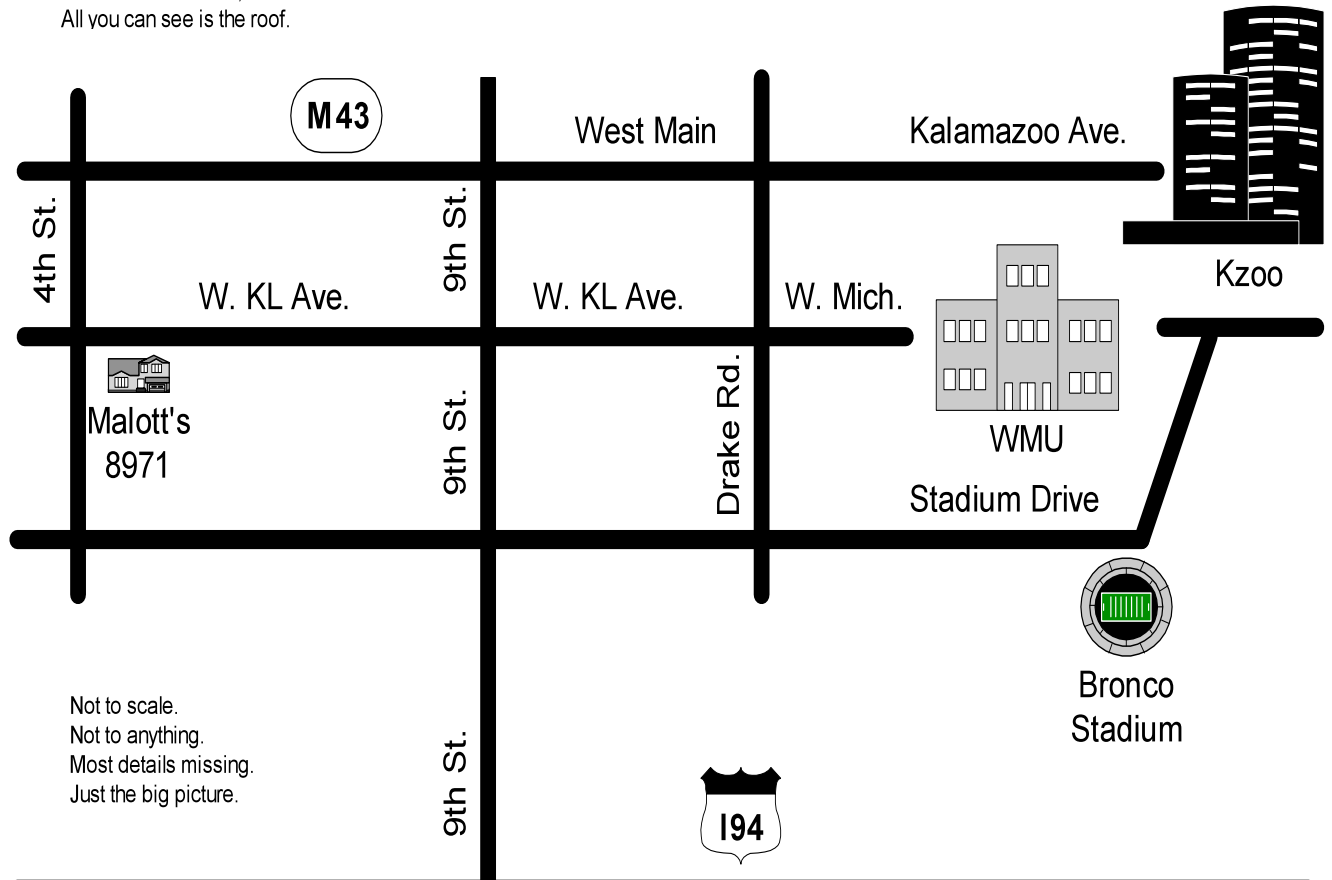 All you can see is the roof.
M 43
West Main
Kalamazoo Ave.
4th St.
9th St.
Kzoo
W. KL Ave.
W. KL Ave.
W. Mich.
Malott's
8971
9th St.
Drake Rd.
WMU
Stadium Drive
Bronco
Stadium
Not to scale.
Not to anything.
Most details missing.
Just the big picture.
9th St.
I94